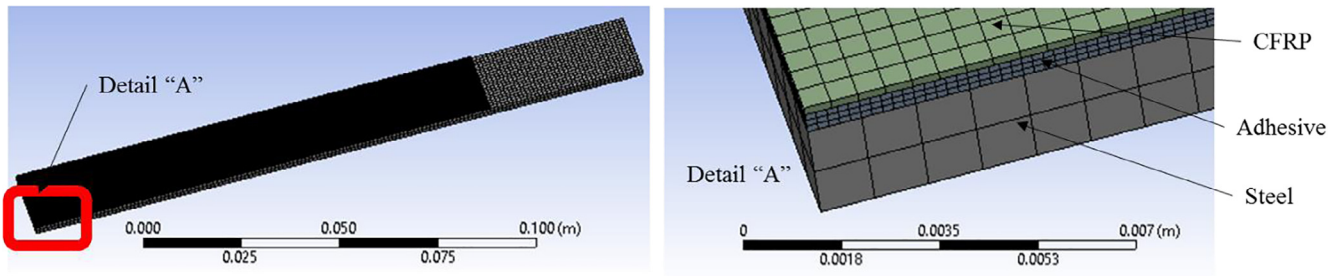 Detail “A”
0.000
0.050
0.100 (m)
0.025
0.075
CFRP
Adhesive
Steel
Detail “A”
0
0.0035
0.007 (m)
0.0018
0.0053